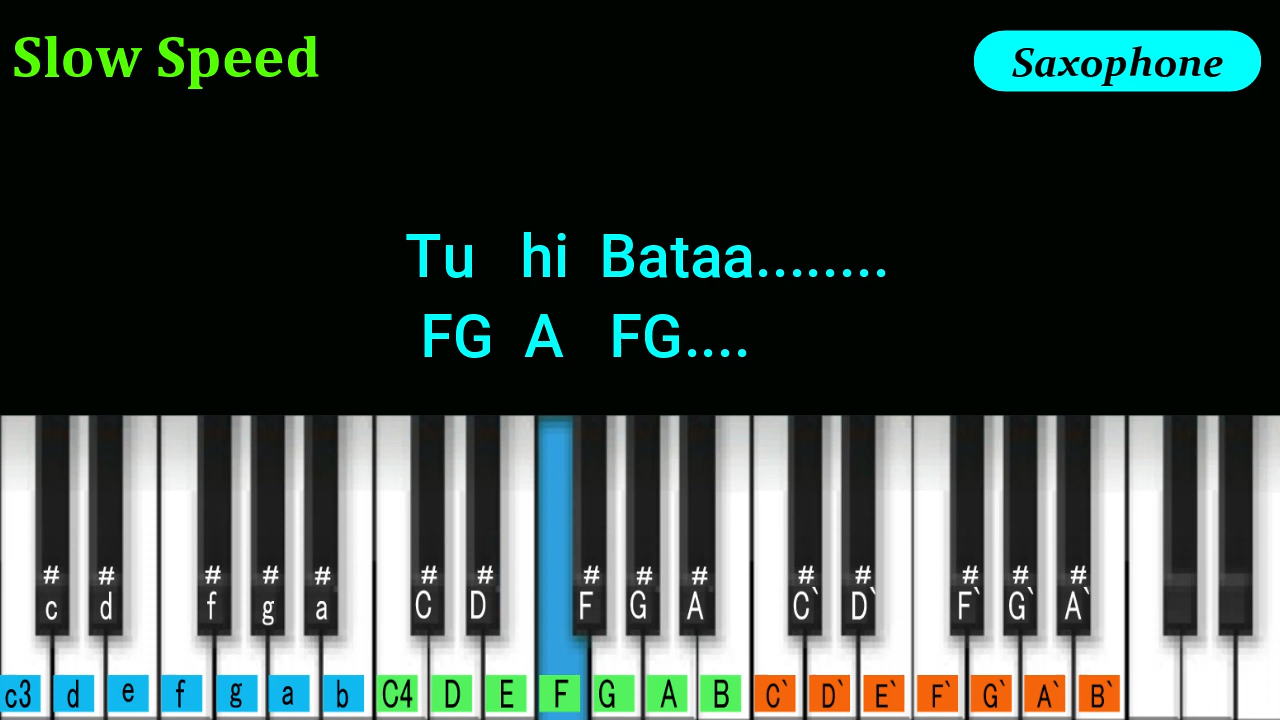 Slow Speed
Saxophone
Tu hi Bataa........
FG A FG....
# # # # # # # # # # # # # # #
c d f g a C D F G A C` D` F` G` A`
c3 d e f g a b C4 D E F G A B C` D` E` F` G` A` B`